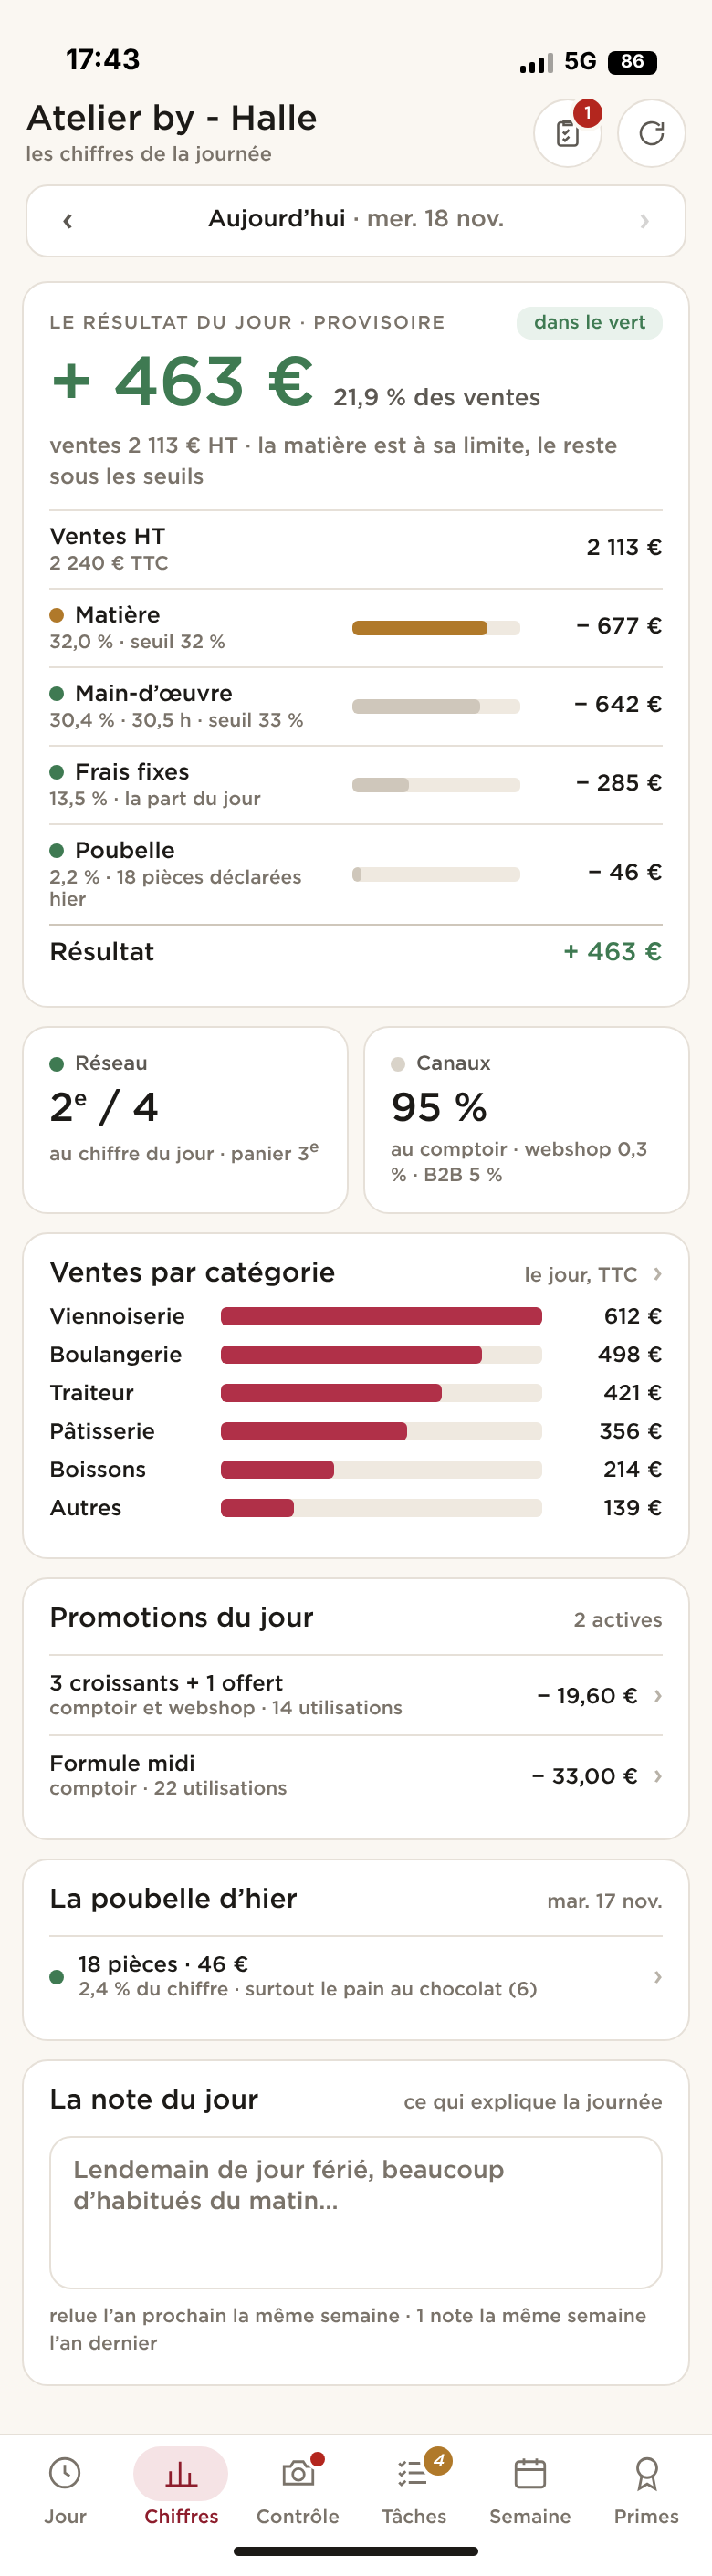 17:43
5G 86
Atelier by - Halle
1
les chiffres de la journée
‹ Aujourd’hui · mer. 18 nov. ›
LE RÉSULTAT DU JOUR · PROVISOIRE
dans le vert
+ 463 € 21,9 % des ventes
ventes 2 113 € HT · la matière est à sa limite, le reste
sous les seuils
Ventes HT
2 113 €
2 240 € TTC
Matière
− 677 €
32,0 % · seuil 32 %
Main-d’œuvre
− 642 €
30,4 % · 30,5 h · seuil 33 %
Frais fixes
− 285 €
13,5 % · la part du jour
Poubelle
− 46 €
2,2 % · 18 pièces déclarées
hier
Résultat + 463 €
Réseau
2e / 4
au chiffre du jour · panier 3e
Canaux
95 %
au comptoir · webshop 0,3
% · B2B 5 %
Ventes par catégorie le jour, TTC ›
Viennoiserie 612 €
Boulangerie 498 €
Traiteur 421 €
Pâtisserie 356 €
Boissons 214 €
Autres 139 €
Promotions du jour 2 actives
3 croissants + 1 offert
− 19,60 € ›
comptoir et webshop · 14 utilisations
Formule midi
− 33,00 € ›
comptoir · 22 utilisations
La poubelle d’hier mar. 17 nov.
18 pièces · 46 €
›
2,4 % du chiffre · surtout le pain au chocolat (6)
La note du jour ce qui explique la journée
Lendemain de jour férié, beaucoup
d’habitués du matin...
relue l’an prochain la même semaine · 1 note la même semaine
l’an dernier
4
Jour Chiffres Contrôle Tâches Semaine Primes